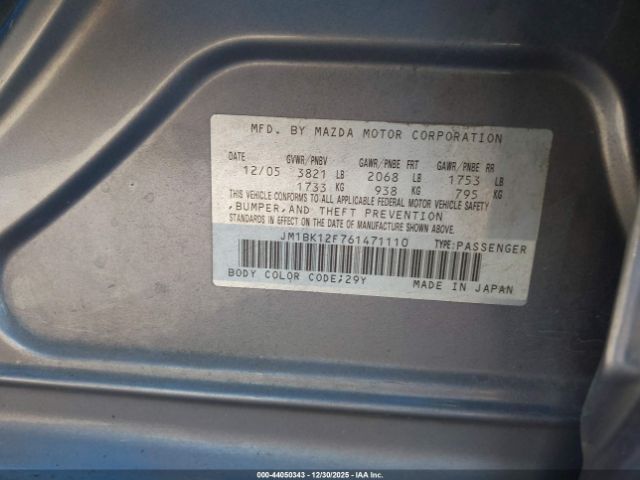 MFD. BY MAZDA MOTOR CORPORATION
DATE GVWR/PNBV GAWR/PNBE FRT GAWR/PNBE RR
12/05 3821 LB 2068 LB 1753 LB
1733 KG 938 KG 795 KG
THIS VEHICLE CONFORMS TO ALL APPLICABLE FEDERAL MOTOR VEHICLE SAFETY
,BUMPER,AND THEFT PREVENTION
STANDARDS IN EFFECT ON THE DATE OF MANUFACTURE SHOWN ABOVE.
JM1BK12F761471110 TYPE:PASSENGER
BODY COLOR CODE;29Y MADE IN JAPAN
000-44050343 - 12/30/2025 - IAAI.COM